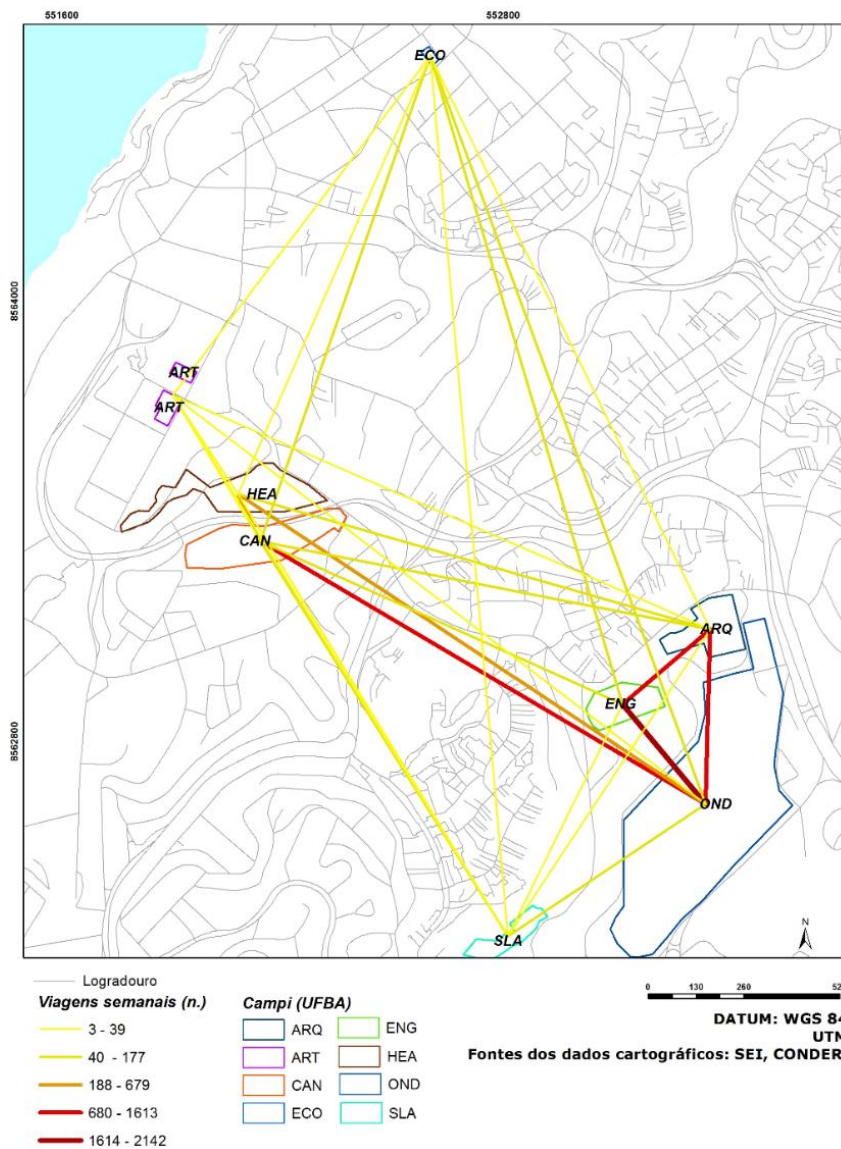 551600 552800
ECO
8564000
ART
ART
HEA
CAN
ARQ
ENG
8562800
OND
SLA
N
Logradouro
Viagens semanais (n.)
3 - 39
40 - 177
188 - 679
680 - 1613
1614 - 2142
Campi (UFBA)
ARQ ENG
ART HEA
CAN OND
ECO SLA
0 130 260 52
DATUM: WGS 84
UTM
Fontes dos dados cartográficos: SEI, CONDER